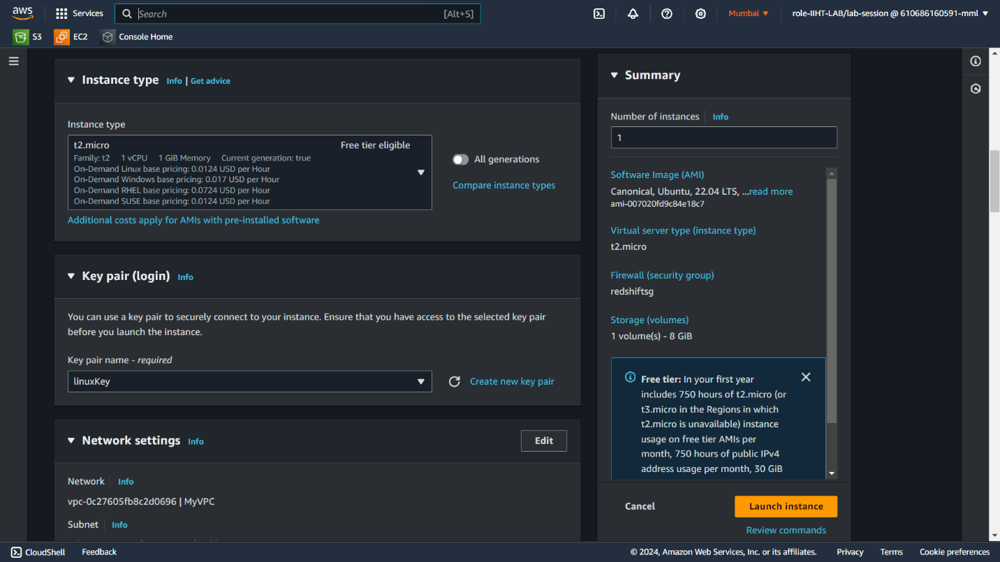 aws
Services
Search
[Alt+S]
Mumbai
role-IIHT-LAB/lab-session @ 610686160591-mml
S3
EC2
Console Home
Instance type
Info
Get advice
Instance type
t2.micro
Free tier eligible
Family: t2 1 vCPU 1 GiB Memory Current generation: true
On-Demand Linux base pricing: 0.0124 USD per Hour
On-Demand Windows base pricing: 0.017 USD per Hour
On-Demand RHEL base pricing: 0.0724 USD per Hour
On-Demand SUSE base pricing: 0.0124 USD per Hour
All generations
Compare instance types
Additional costs apply for AMIs with pre-installed software
Key pair (login)
Info
You can use a key pair to securely connect to your instance. Ensure that you have access to the selected key pair
before you launch the instance.
Key pair name - required
linuxKey
Create new key pair
Network settings
Info
Edit
Network
Info
vpc-0c27605fb8c2d0696 | MyVPC
Subnet
Info
Summary
Number of instances
Info
1
Software Image (AMI)
Canonical, Ubuntu, 22.04 LTS, ...read more
ami-007020fd9c84e18c7
Virtual server type (instance type)
t2.micro
Firewall (security group)
redshiftsg
Storage (volumes)
1 volume(s) - 8 GiB
Free tier: In your first year
includes 750 hours of t2.micro (or
t3.micro in the Regions in which
t2.micro is unavailable) instance
usage on free tier AMIs per
month, 750 hours of public IPv4
address usage per month, 30 GiB
Cancel
Launch instance
Review commands
CloudShell
Feedback
© 2024, Amazon Web Services, Inc. or its affiliates.
Privacy
Terms
Cookie preferences